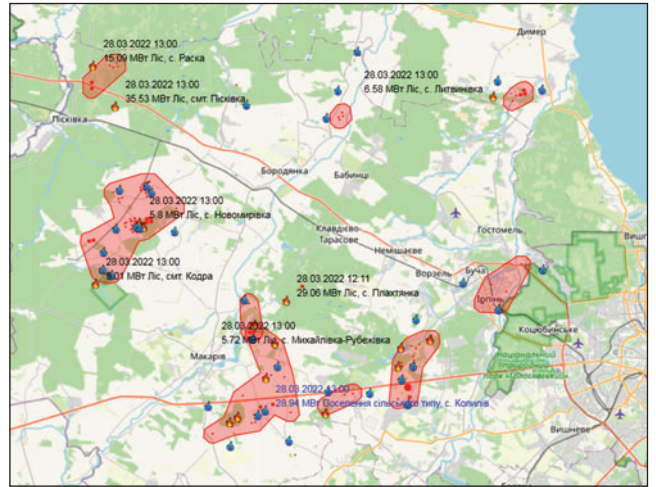 Димер
28.03.2022 13:00
15.09 МВт Ліс, с. Раска
28.03.2022 13:00
6.58 МВт Ліс, с. Литвинівка
28.03.2022 13:00
35.53 МВт Ліс, смт. Пісківка
Пісківка
Бородянка
Бабинці
28.03.2022 13:00
5.8 МВт Ліс, с. Новомирівка
Клавдієво-
Тарасове
Гостомель
Немішаєве
Ворзель
Буча
28.03.2022 13:00
МВт Ліс, смт. Кодра
28.03.2022 12:11
29.06 МВт Ліс, с. Плахтянка
Ірпінь
Коцюбинське
28.03.2022 13:00
5.72 МВт Ліс, с. Михайлівка-Рубежівка
Макарів
Національний
28.03.2022 13:00
28.94 МВт Поселення сільського типу, с. Копилів
Вишневе